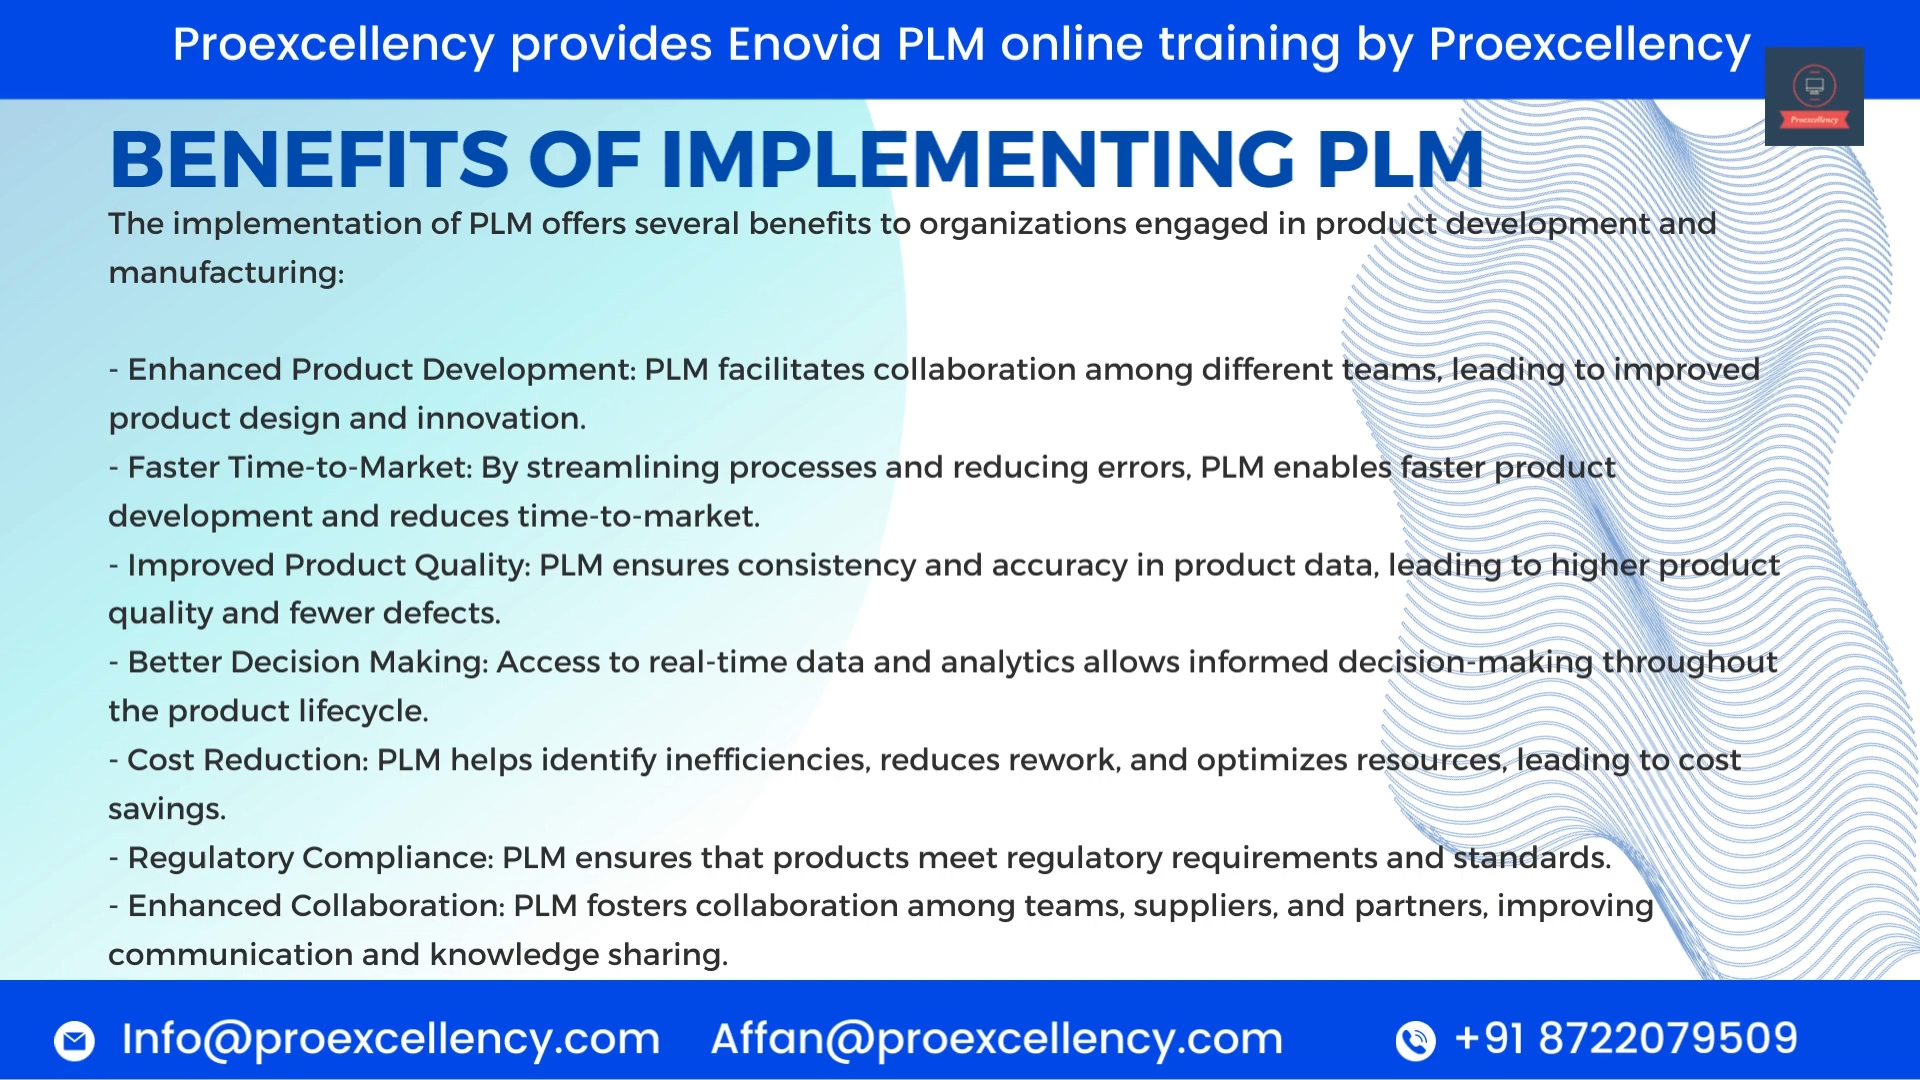 Proexcellency provides Enovia PLM online training by Proexcellency
Proexcellency
BENEFITS OF IMPLEMENTING PLM
The implementation of PLM offers several benefits to organizations engaged in product development and
manufacturing:
- Enhanced Product Development: PLM facilitates collaboration among different teams, leading to improved
product design and innovation.
- Faster Time-to-Market: By streamlining processes and reducing errors, PLM enables faster product
development and reduces time-to-market.
- Improved Product Quality: PLM ensures consistency and accuracy in product data, leading to higher product
quality and fewer defects.
- Better Decision Making: Access to real-time data and analytics allows informed decision-making throughout
the product lifecycle.
- Cost Reduction: PLM helps identify inefficiencies, reduces rework, and optimizes resources, leading to cost
savings.
- Regulatory Compliance: PLM ensures that products meet regulatory requirements and standards.
- Enhanced Collaboration: PLM fosters collaboration among teams, suppliers, and partners, improving
communication and knowledge sharing.
Info@proexcellency.com Affan@proexcellency.com +91 8722079509